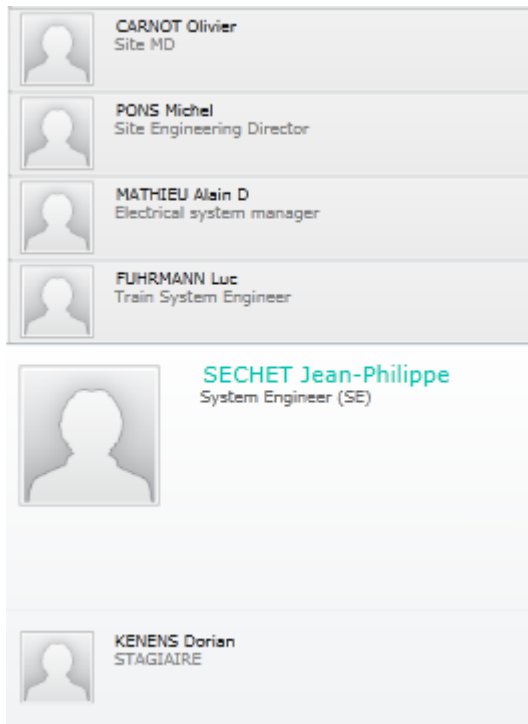 CARNOT Olivier
Site MD
PONS Michel
Site Engineering Director
MATHIEU Alain D
Electrical system manager
FUHRMANN Luc
Train System Engineer
SECHET Jean-Philippe
System Engineer (SE)
KENENS Dorian
STAGIAIRE